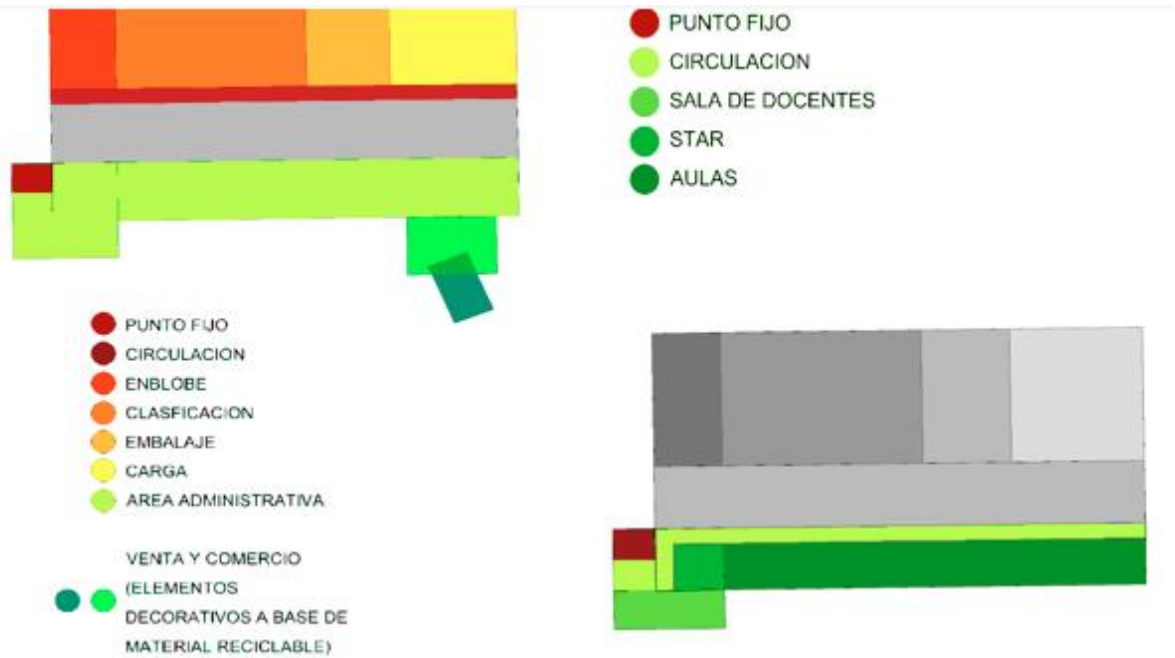 PUNTO FIJO
CIRCULACION
SALA DE DOCENTES
STAR
AULAS
PUNTO FIJO
CIRCULACION
ENBLOBE
CLASFICACION
EMBALAJE
CARGA
AREA ADMINISTRATIVA
VENTA Y COMERCIO
(ELEMENTOS
DECORATIVOS A BASE DE
MATERIAL RECICLABLE)